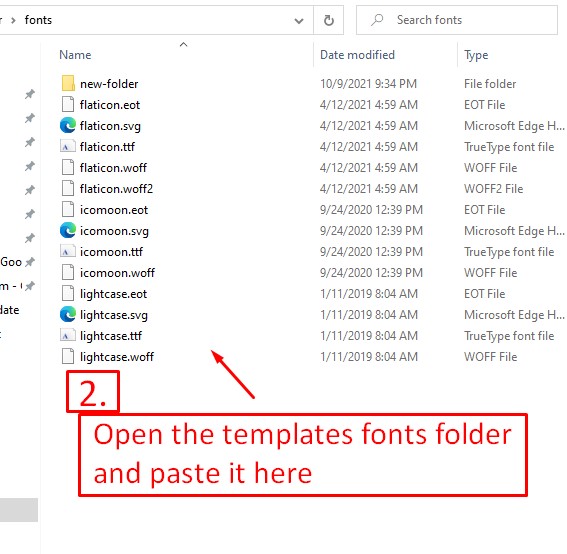 r > fonts
Search fonts
Name Date modified Type
new-folder 10/9/2021 9:34 PM File folder
flaticon.eot 4/12/2021 4:59 AM EOT File
flaticon.svg 4/12/2021 4:59 AM Microsoft Edge H...
flaticon.ttf 4/12/2021 4:59 AM TrueType font file
flaticon.woff 4/12/2021 4:59 AM WOFF File
flaticon.woff2 4/12/2021 4:59 AM WOFF2 File
icomoon.eot 9/24/2020 12:39 PM EOT File
icomoon.svg 9/24/2020 12:39 PM Microsoft Edge H...
icomoon.ttf 9/24/2020 12:39 PM TrueType font file
Goo
icomoon.woff 9/24/2020 12:39 PM WOFF File
m -
lightcase.eot 1/11/2019 8:04 AM EOT File
date
lightcase.svg 1/11/2019 8:04 AM Microsoft Edge H...
lightcase.ttf 1/11/2019 8:04 AM TrueType font file
lightcase.woff 1/11/2019 8:04 AM WOFF File
2.
Open the templates fonts folder
and paste it here